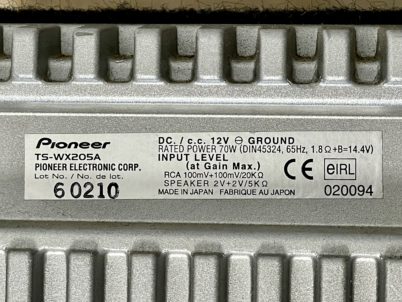 Pioneer
TS-WX205A
PIONEER ELECTRONIC CORP.
Lot No. / No. de lot.
60210
DC. / c.c. 12V ⊖ GROUND
RATED POWER 70W (DIN45324, 65Hz, 1.8Ω+B=14.4V)
INPUT LEVEL
(at Gain Max.)
RCA 100mV+100mV/20KΩ
SPEAKER 2V+2V/5KΩ
MADE IN JAPAN FABRIQUE AU JAPON
CE
e1RL
020094